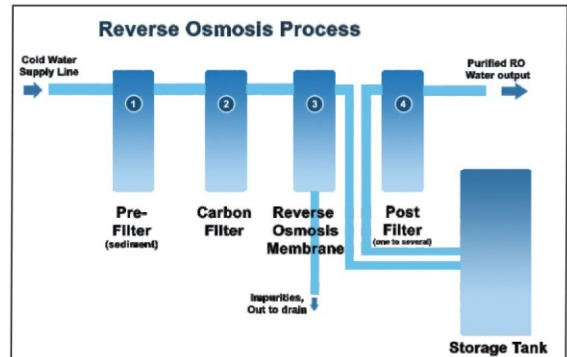 Reverse Osmosis Process
Cold Water
Supply Line
Purified RO
Water output
1
2
3
4
Pre-
Filter
(sediment)
Carbon
Filter
Reverse
Osmosis
Membrane
Post
Filter
(one to several)
Impurities,
Out to drain
Storage Tank